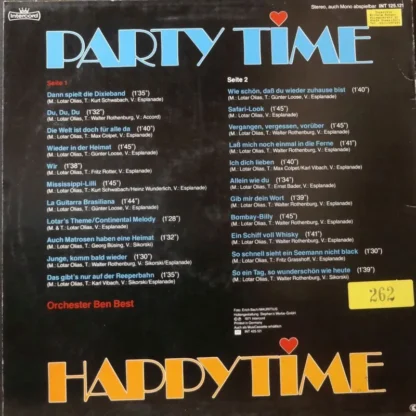 Intercord
Stereo, auch Mono abspielbar INT 125.121
PARTY TIME
Seite 1
Dann spielt die Dixieband (1'35")
(M.: Lotar Olias, T.: Kurt Schwabach, V.: Esplanade)
Du, Du, Du (1'32")
(M.: Lotar Olias, T.: Walter Rothenburg, V.: Accord)
Die Welt ist doch für alle da (1'40")
(M.: Lotar Olias, T.: Max Colpet, V.: Esplanade)
Wieder in der Heimat (1'45")
(M.: Lotar Olias, T.: Günter Loose, V.: Esplanade)
Wir (1'38")
(M.: Lotar Olias, T.: Fritz Rotter, V.: Esplanade)
Mississippi-Lilli (1'45")
(M.: Lotar Olias, T.: Kurt Schwabach/Heinz Wunderlich, V.: Esplanade)
La Guitarra Brasiliana (1'44")
(M.: Lotar Olias, T.: Günter Loose, V.: Esplanade)
Lotar's Theme/Continental Melody (1'28")
(M. & T.: Lotar Olias, V.: Esplanade)
Auch Matrosen haben eine Heimat (1'32")
(M.: Lotar Olias, T.: Georg Büsing, V.: Sikorski)
Junge, komm bald wieder (1'30")
(M.: Lotar Olias, T.: Walter Rothenburg, V.: Sikorski/Esplanade)
Das gibt's nur auf der Reeperbahn (1'35")
(M.: Lotar Olias, T.: Karl Vibach, V.: Sikorski/Esplanade)
Orchester Ben Best
Seite 2
Wie schön, daß du wieder zuhause bist (1'40")
(M.: Lotar Olias, T.: Günter Loose, V.: Esplanade)
Safari-Look (1'45")
(M.: Lotar Olias, V.: Esplanade)
Vergangen, vergessen, vorüber (1'45")
(M.: Lotar Olias, T.: Walter Rothenburg, V.: Esplanade)
Laß mich noch einmal in die Ferne (1'41")
(M.: Lotar Olias, T.: Walter Rothenburg, V.: Esplanade)
Ich dich lieben (1'40")
(M.: Lotar Olias, T.: Max Colpet/Karl Vibach, V.: Esplanade)
Allein wie du (1'34")
(M.: Lotar Olias, T.: Ernst Bader, V.: Esplanade)
Gib mir dein Wort (1'39")
(M.: Lotar Olias, T.: Walter Rothenburg, V.: Esplanade)
Bombay-Billy (1'45")
(M.: Lotar Olias, T.: Walter Rothenburg, V.: Esplanade)
Ein Schiff voll Whisky (1'41")
(M.: Lotar Olias, T.: Walter Rothenburg, V.: Esplanade)
So schnell sieht ein Seemann nicht black (1'30")
(M.: Lotar Olias, T.: Fritz Grasshoff, V.: Esplanade)
So ein Tag, so wunderschön wie heute (1'39")
(M.: Lotar Olias, T.: Walter Rothenburg, V.: Esplanade)
262
Printed in Germany
Auch als MusiCassette erhältlich
HAPPYTIME